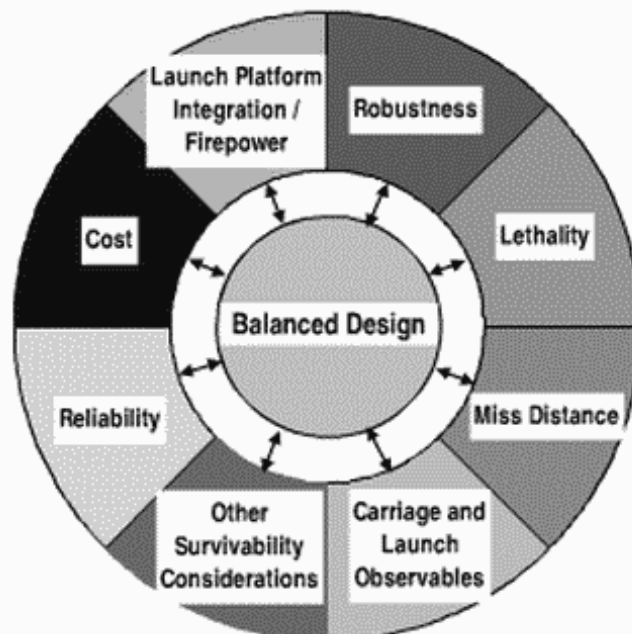 Launch Platform
Integration /
Firepower
Robustness
Cost
Lethality
Balanced Design
Reliability
Miss Distance
Other
Survivability
Considerations
Carriage and
Launch
Observables